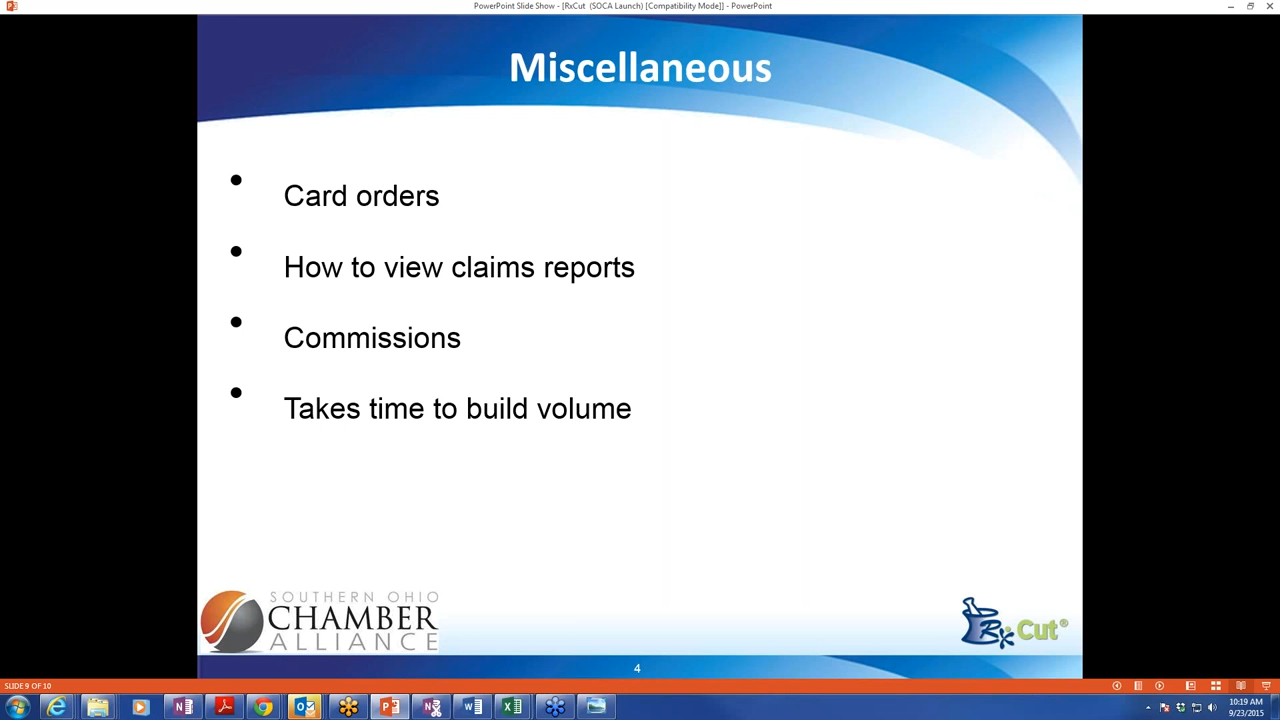 PowerPoint Slide Show - [RxCut (SOCA Launch) [Compatibility Mode]] - PowerPoint
Miscellaneous
• Card orders
• How to view claims reports
• Commissions
• Takes time to build volume
SOUTHERN OHIO
CHAMBER
ALLIANCE
Rx Cut®
4
SLIDE 9 OF 10
10:19 AM
9/23/2015